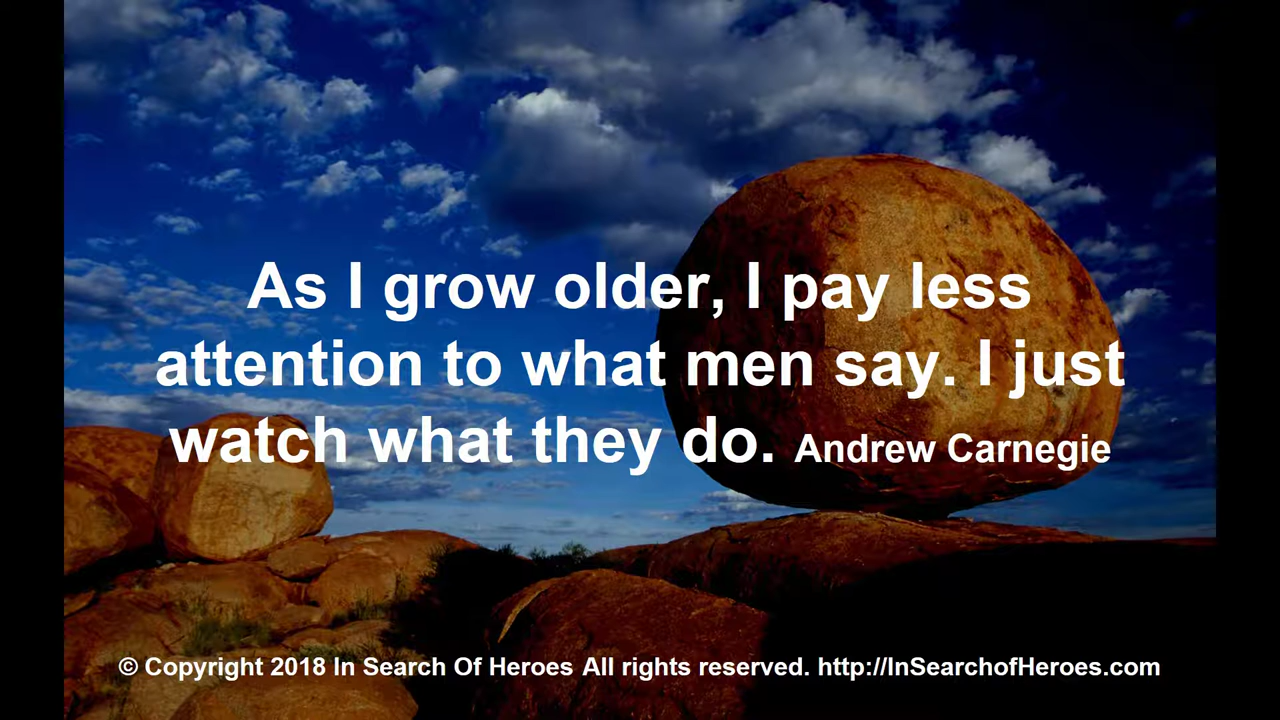 As I grow older, I pay less
attention to what men say. I just
watch what they do. Andrew Carnegie
© Copyright 2018 In Search Of Heroes All rights reserved. http://InSearchofHeroes.com